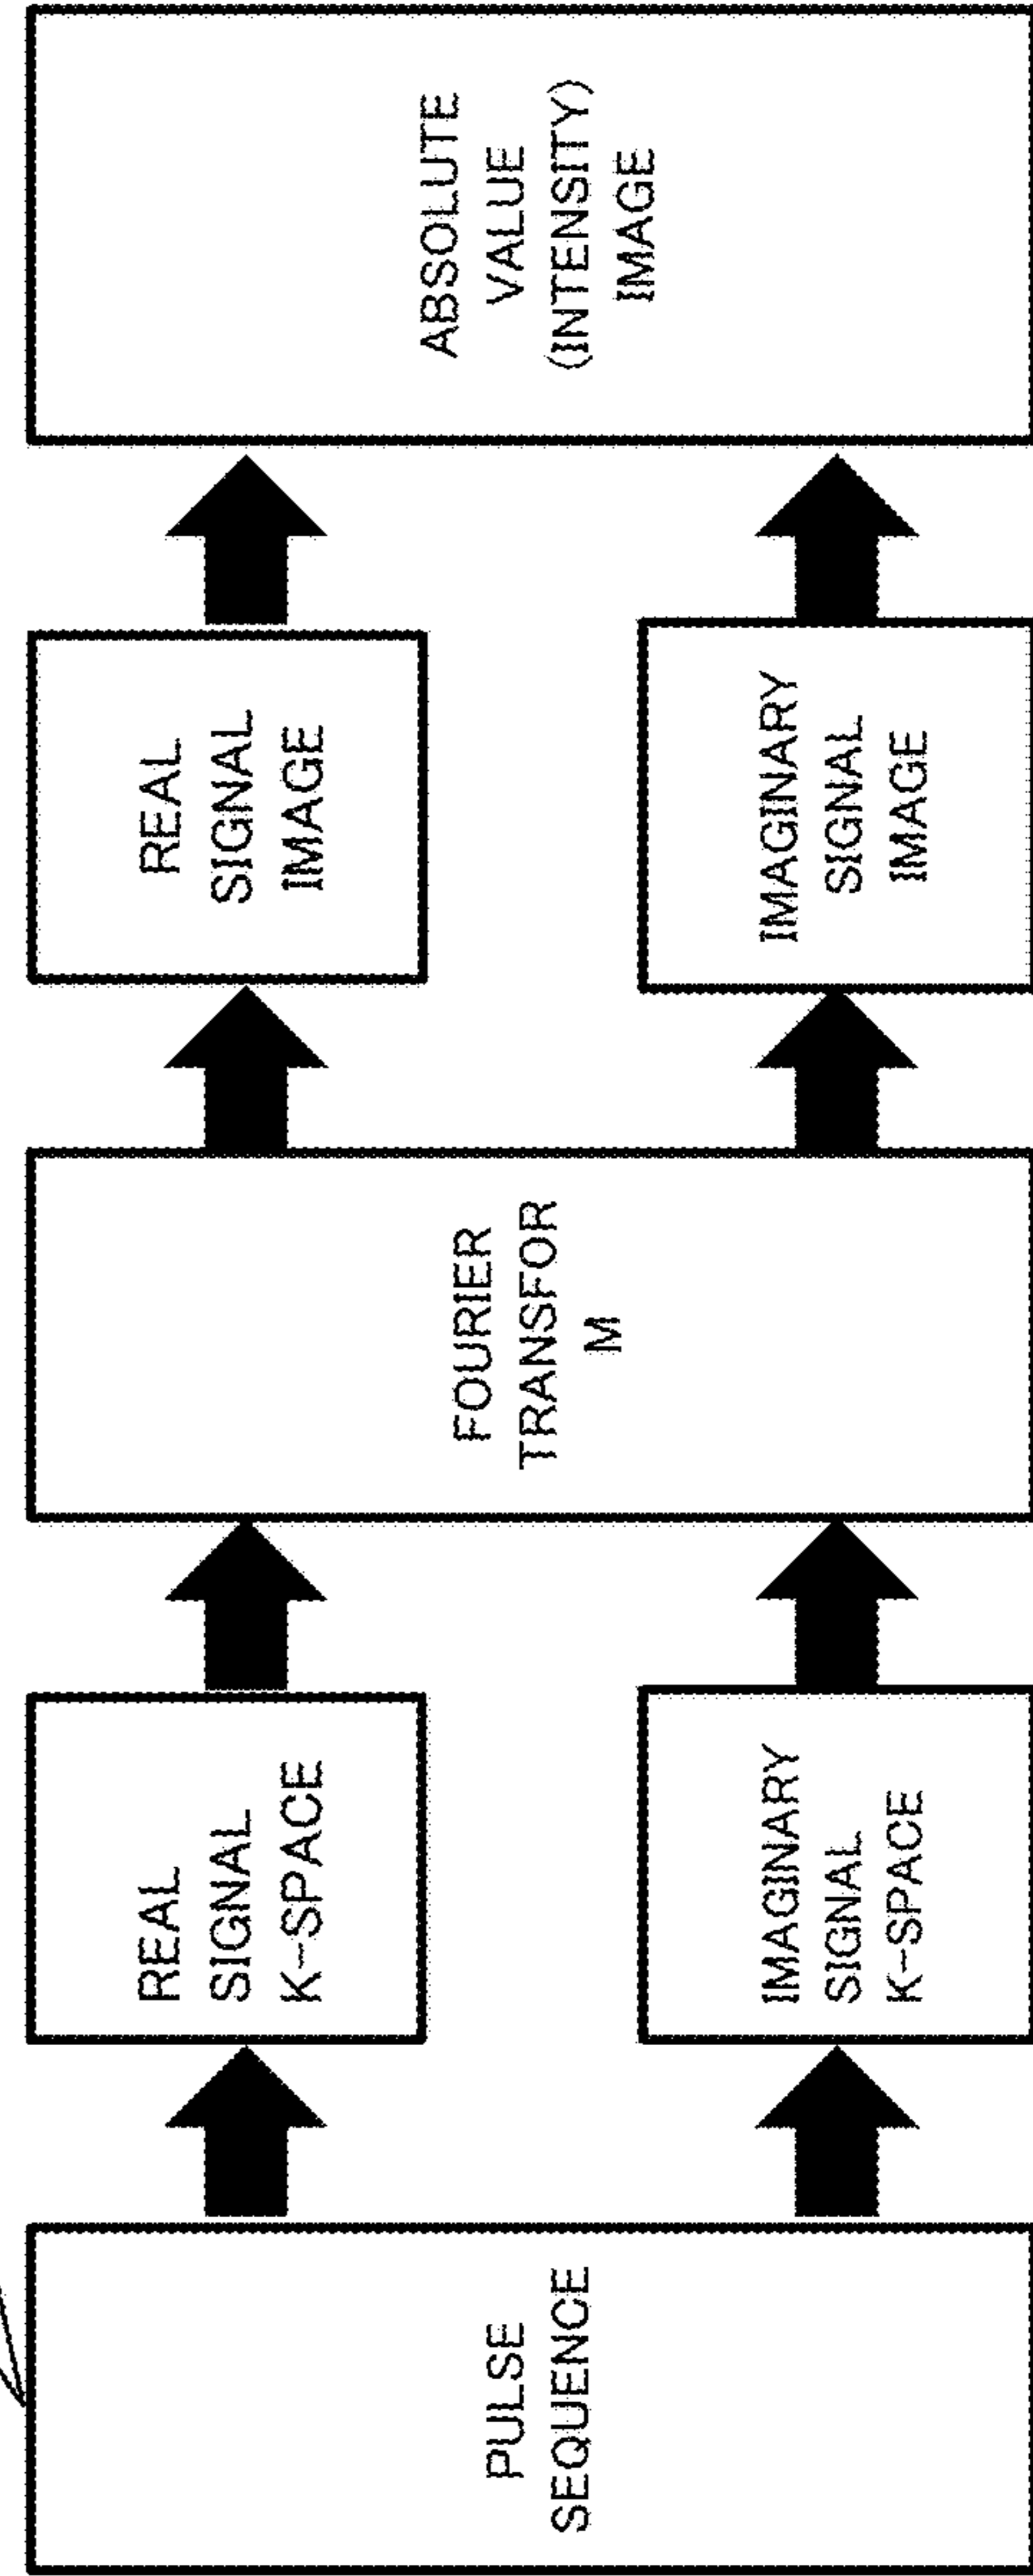 PULSE
SEQUENCE
REAL
SIGNAL
K-SPACE
IMAGINARY
SIGNAL
K-SPACE
FOURIER
TRANSFOR
M
REAL
SIGNAL
IMAGE
IMAGINARY
SIGNAL
IMAGE
ABSOLUTE
VALUE
(INTENSITY)
IMAGE